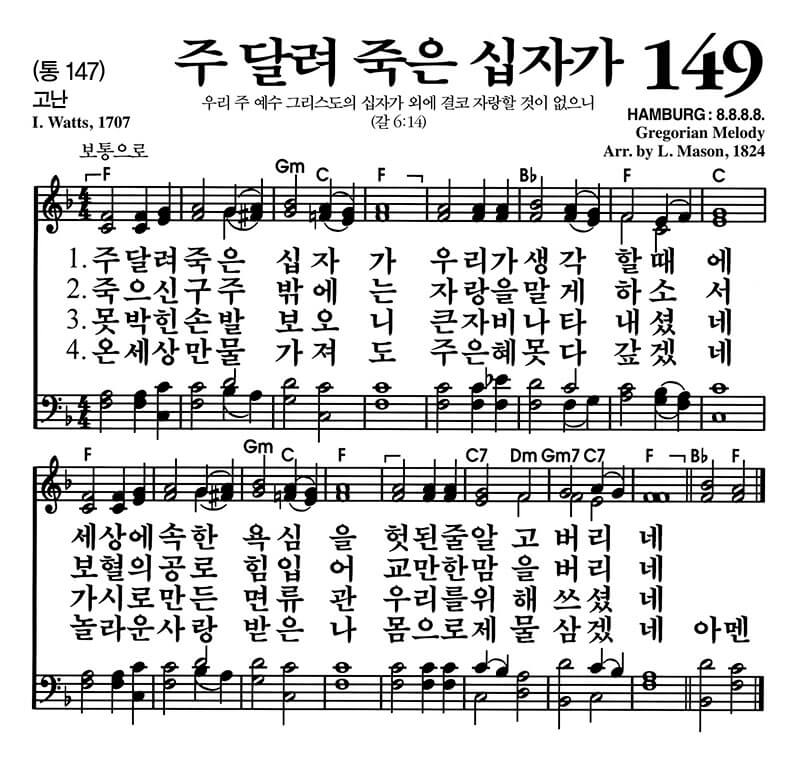 (통 147)
주 달려 죽은 십자가 149
고난
우리 주 예수 그리스도의 십자가 외에 결코 자랑할 것이 없으니
(갈 6:14)
I. Watts, 1707
HAMBURG : 8.8.8.8.
Gregorian Melody
Arr. by L. Mason, 1824
보통으로
F Gm C F Bb F C
1. 주 달려 죽은 십 자 가 우 리가 생 각 할 때 에
2. 죽으신 구주 밖 에 는 자 랑을 말 게 하 소 서
3. 못 박힌 손발 보 오 니 큰 자비 나 타 내 셨 네
4. 온 세상 만물 가 져 도 주 은혜 못 다 갚 겠 네
F Gm C F C7 Dm Gm7 C7 F Bb F
세상에 속한 욕 심 을 헛된줄 알 고 버 리 네
보혈의 공로 힘 입 어 교만한 맘 을 버 리 네
가시로 만든 면 류 관 우리를 위 해 쓰 셨 네
놀라운 사랑 받 은 나 몸으로 제 물 삼 겠 네 아멘